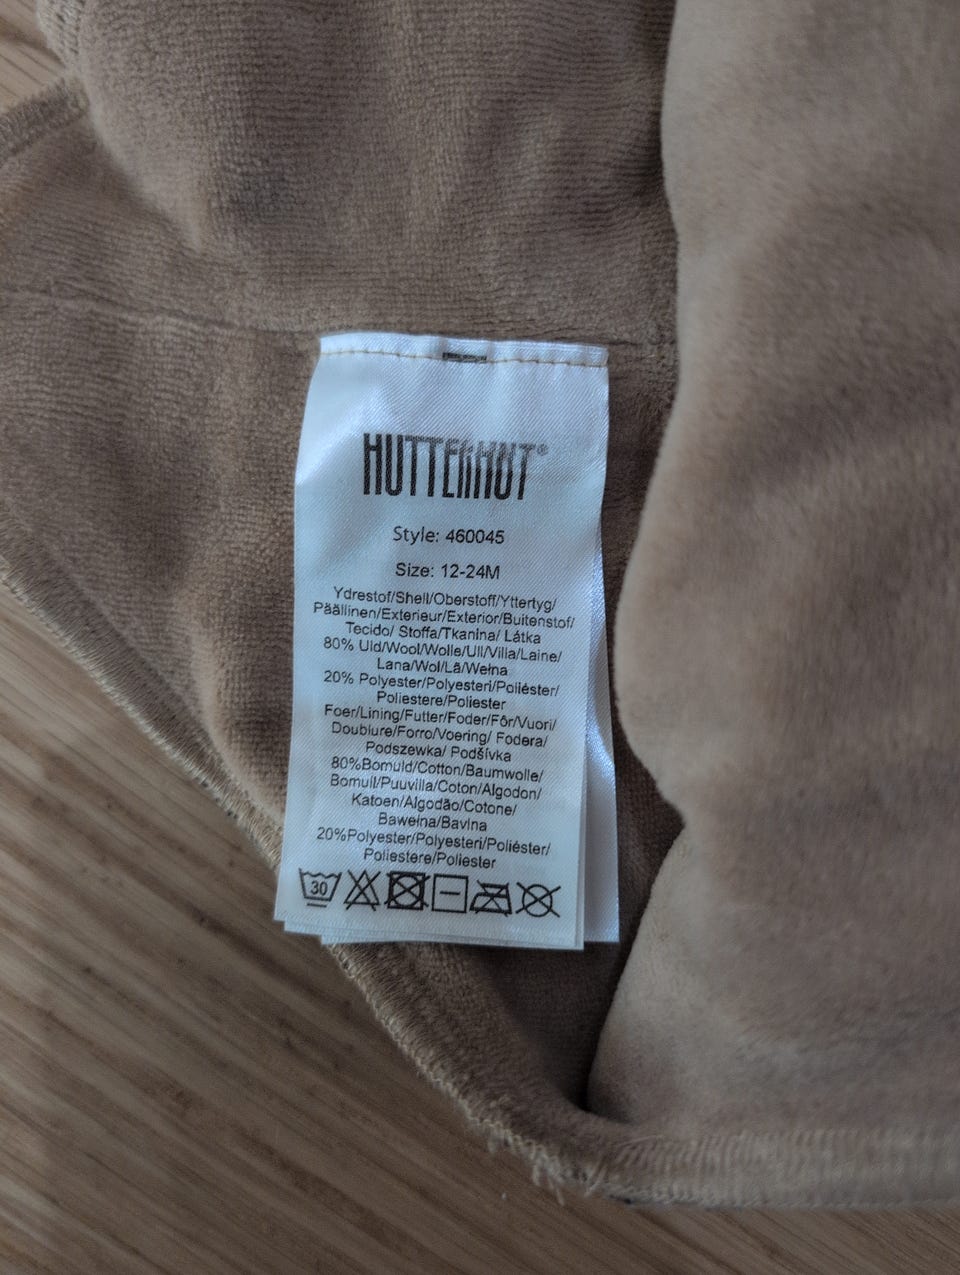 HUTTELIHUT®
Style: 460045
Size: 12-24M
Ydrestof/Shell/Oberstoff/Yttertyg/
Päällinen/Exterieur/Exterior/Buitenstof/
Tecido/ Stoffa/Tkanina/ Látka
80% Uld/Wool/Wolle/Ull/Villa/Laine/
Lana/Wol/Lã/Wełna
20% Polyester/Polyesteri/Poliéster/
Poliestere/Poliester
Foer/Lining/Futter/Foder/Fôr/Vuori/
Doublure/Forro/Voering/ Fodera/
Podszewka/ Podšívka
80%Bomuld/Cotton/Baumwolle/
Bomull/Puuvilla/Coton/Algodon/
Katoen/Algodão/Cotone/
Bawełna/Bavlna
20%Polyester/Polyesteri/Poliéster/
Poliestere/Poliester
30